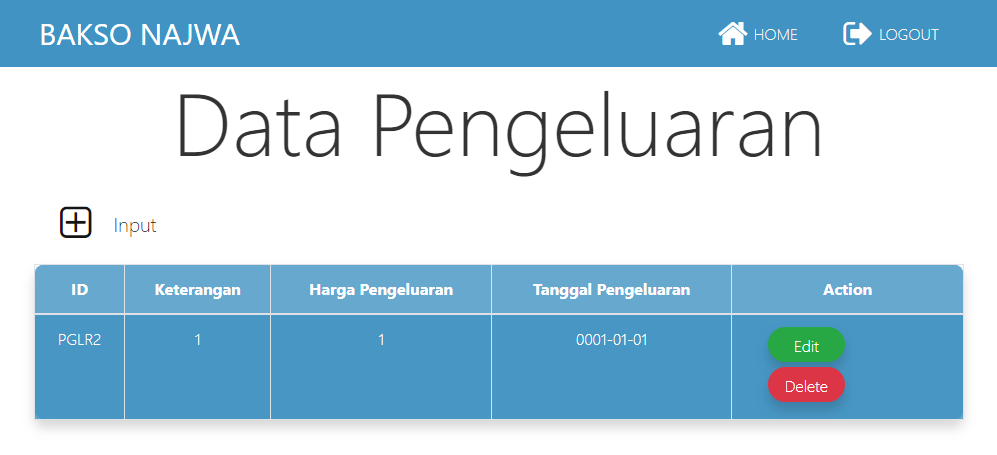 BAKSO NAJWA HOME LOGOUT
Data Pengeluaran
Input
ID Keterangan Harga Pengeluaran Tanggal Pengeluaran Action
PGLR2 1 1 0001-01-01 Edit
Delete